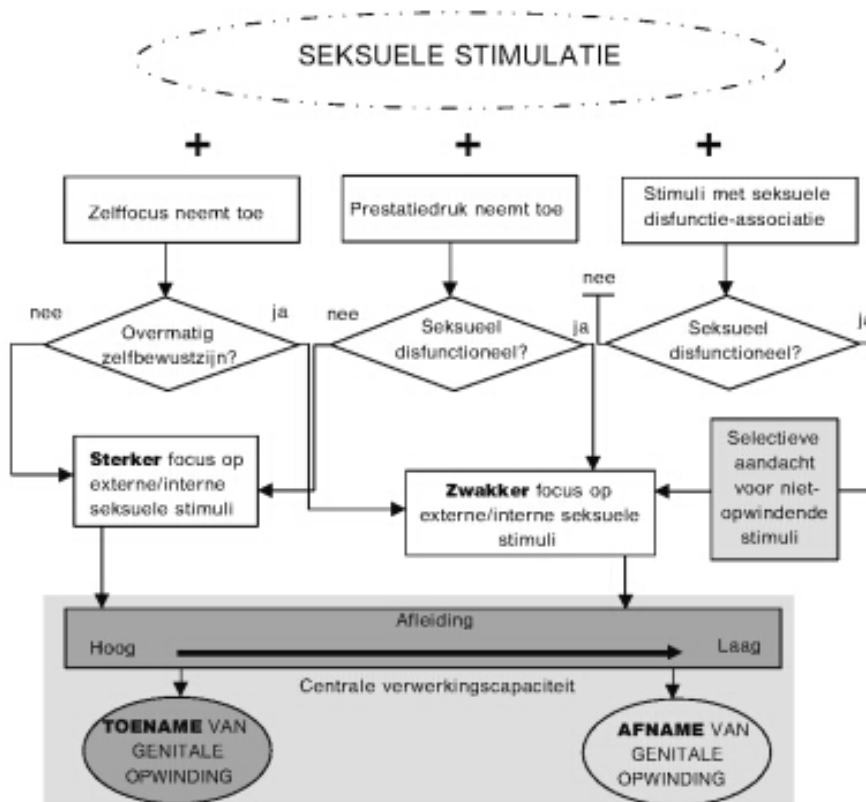 SEKSUELE STIMULATIE
+
+
+
Zelffocus neemt toe
Prestatiedruk neemt toe
Stimuli met seksuele
disfunctie-associatie
nee
Overmatig
zelfbewustzijn?
ja
nee
Seksueel
disfunctioneel?
ja
nee
Seksueel
disfunctioneel?
ja
Sterker focus op
externe/interne
seksuele stimuli
Zwakker focus op
externe/interne seksuele
stimuli
Selectieve
aandacht
voor niet-
opwindende
stimuli
Afleiding
Hoog
Laag
Centrale verwerkingscapaciteit
TOENAME VAN
GENITALE
OPWINDING
AFNAME VAN
GENITALE
OPWINDING